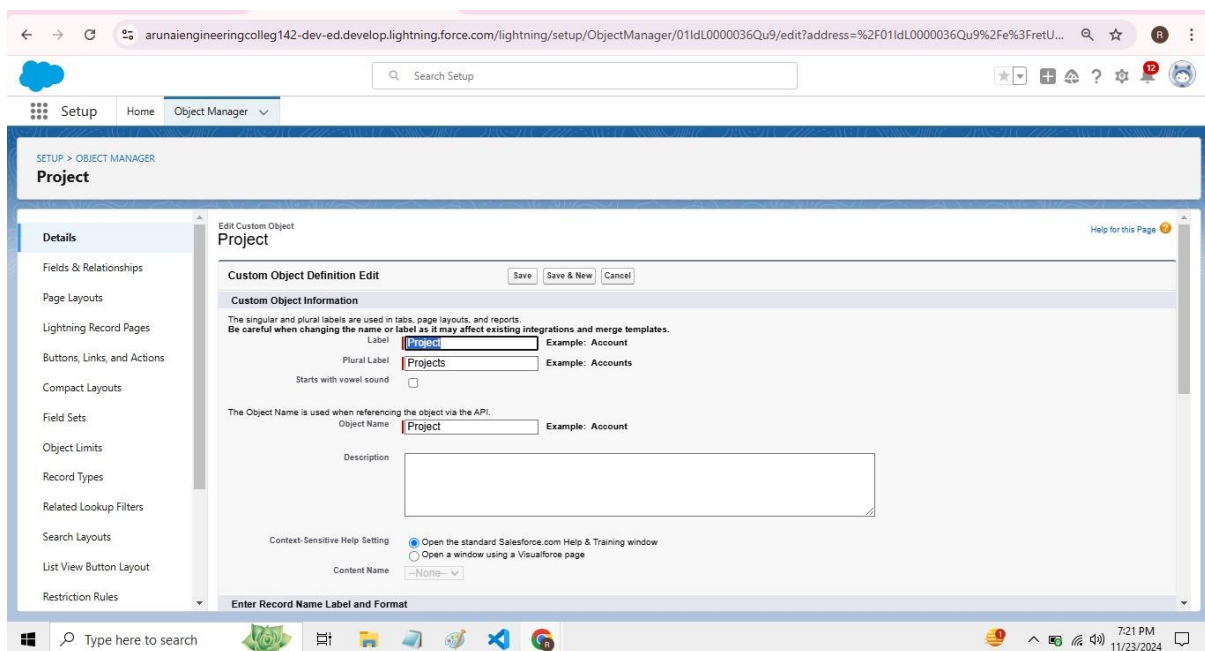 arunaiengineeringcolleg142-dev-ed.develop.lightning.force.com/lightning/setup/ObjectManager/01IdL0000036Qu9/edit?address=%2F01IdL0000036Qu9%2Fe%3FretU...
R
Search Setup
12
Setup
Home
Object Manager
SETUP > OBJECT MANAGER
Project
Details
Fields & Relationships
Page Layouts
Lightning Record Pages
Buttons, Links, and Actions
Compact Layouts
Field Sets
Object Limits
Record Types
Related Lookup Filters
Search Layouts
List View Button Layout
Restriction Rules
Edit Custom Object
Project
Help for this Page ?
Custom Object Definition Edit
Save
Save & New
Cancel
Custom Object Information
The singular and plural labels are used in tabs, page layouts, and reports.
Be careful when changing the name or label as it may affect existing integrations and merge templates.
Label Project Example: Account
Plural Label Projects Example: Accounts
Starts with vowel sound
The Object Name is used when referencing the object via the API.
Object Name Project Example: Account
Description
Context-Sensitive Help Setting Open the standard Salesforce.com Help & Training window
Open a window using a Visualforce page
Content Name --None--
Enter Record Name Label and Format
Type here to search
R
7:21 PM
11/23/2024